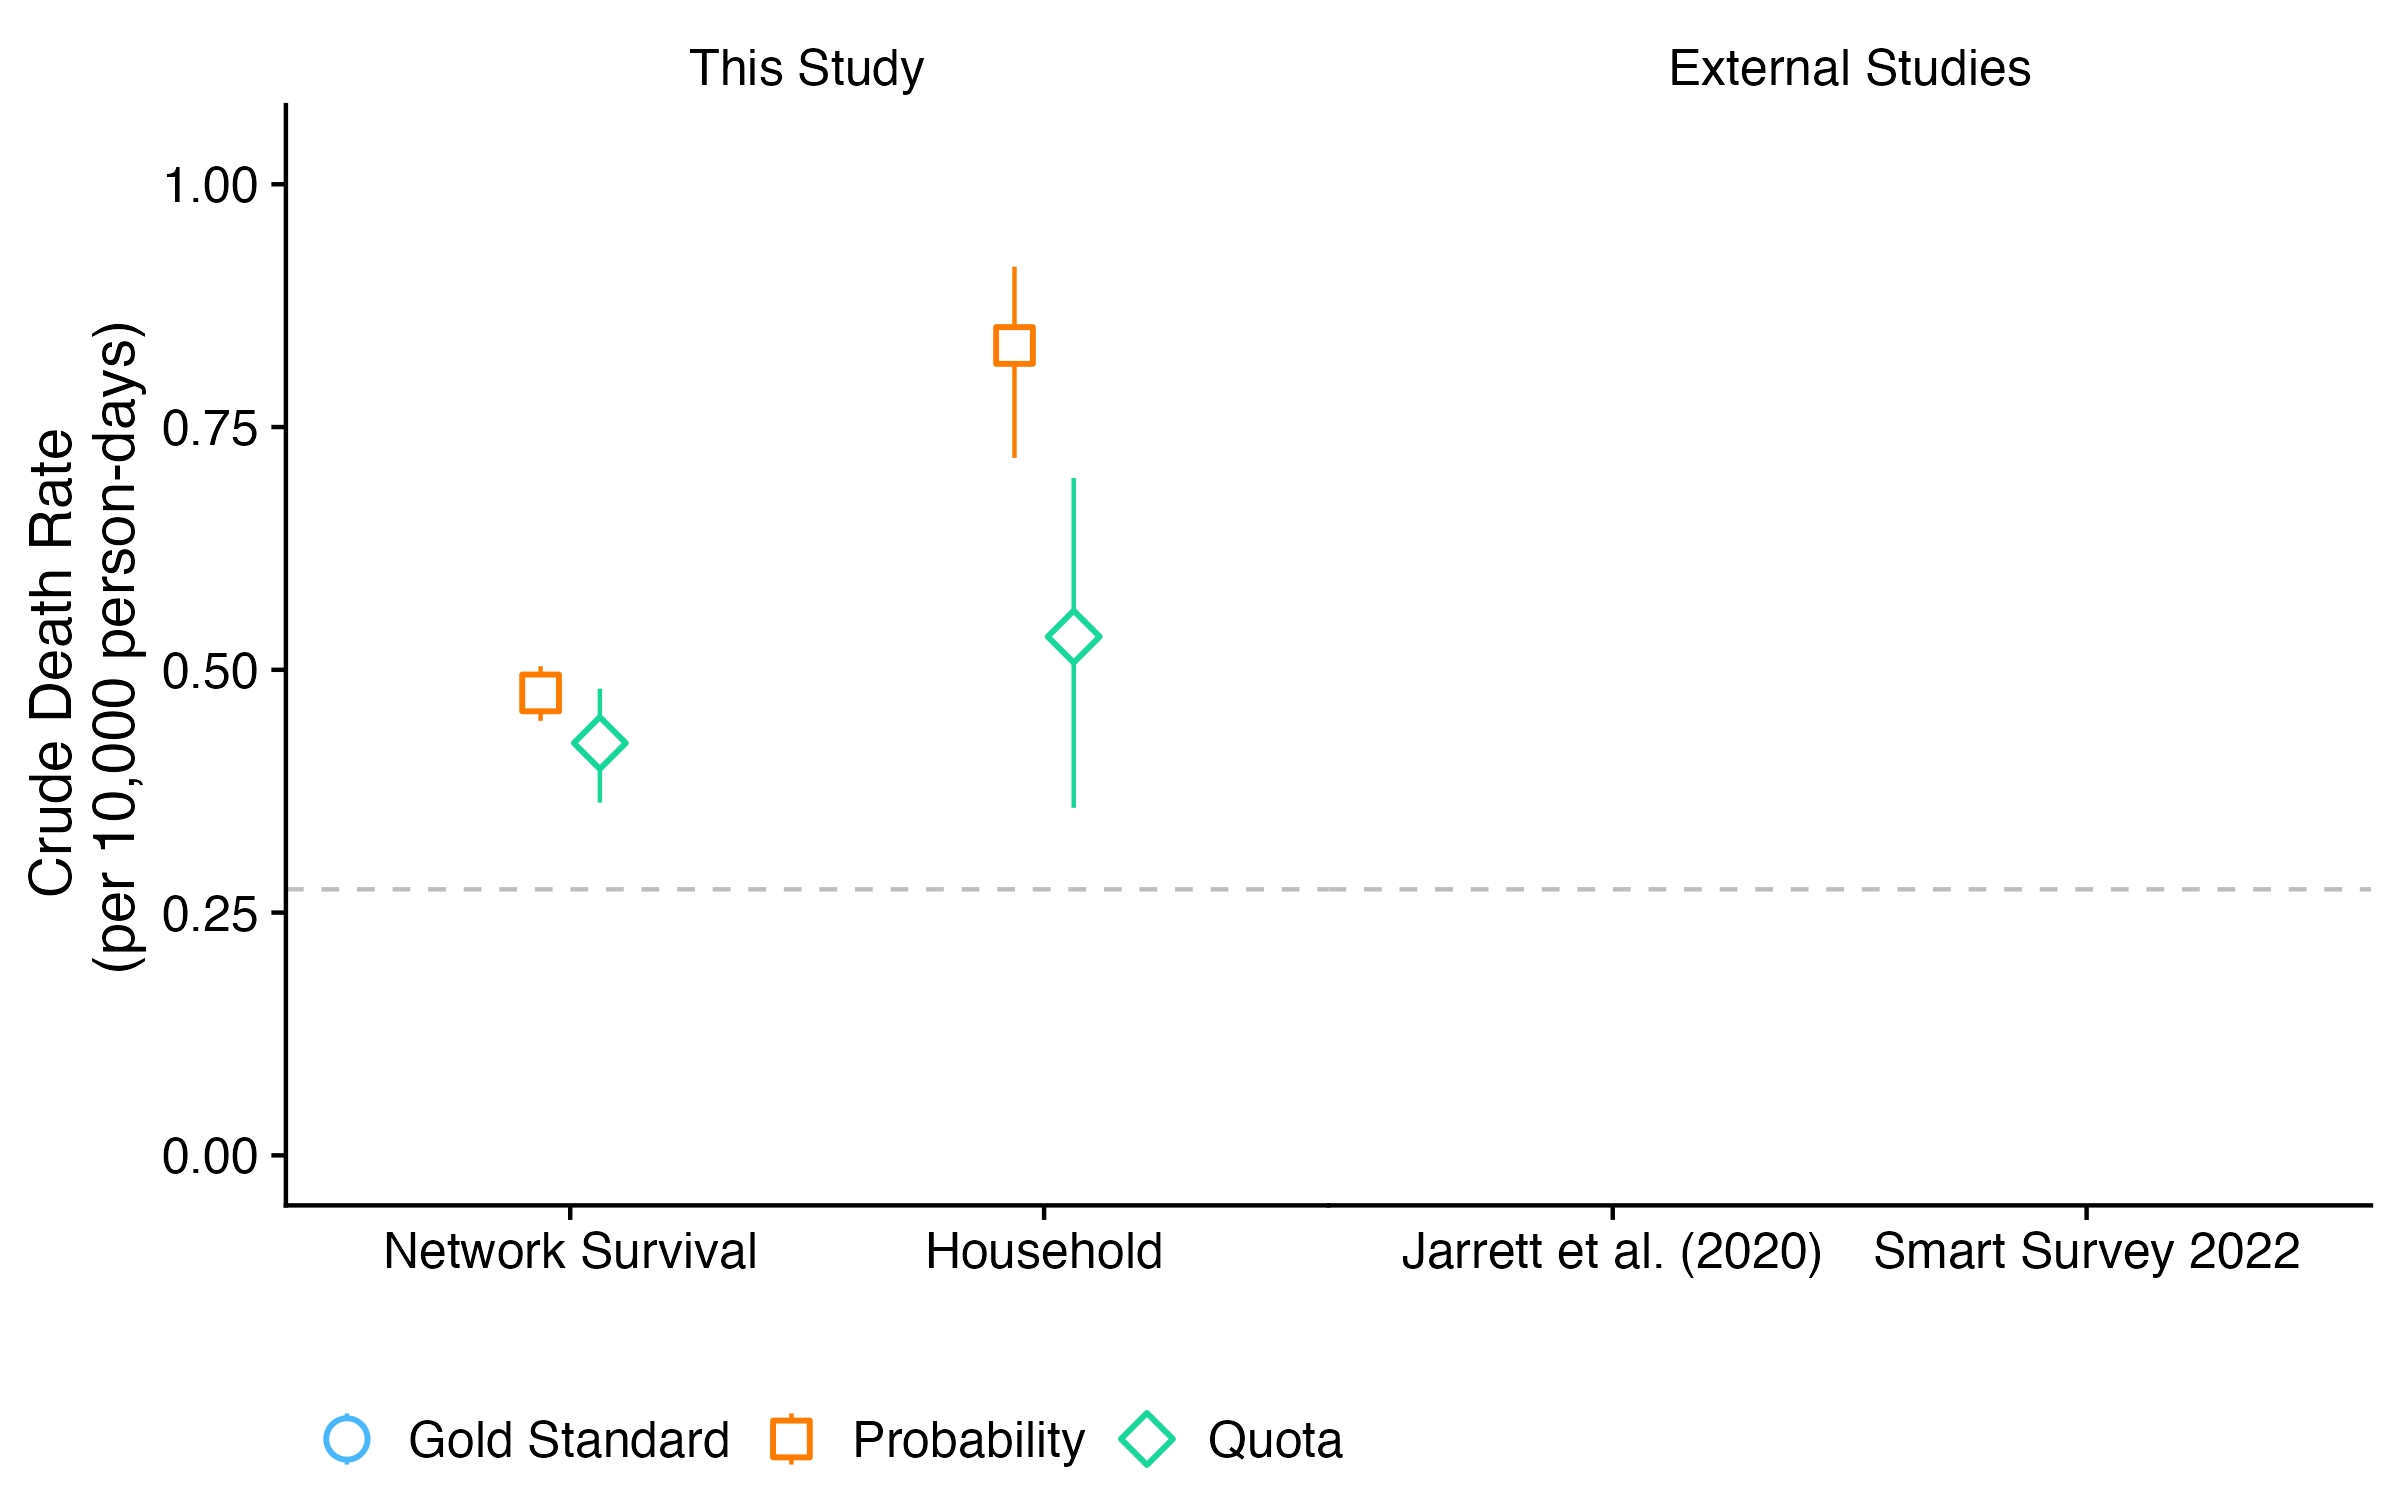 This Study
External Studies
Crude Death Rate
(per 10,000 person-days)
1.00
0.75
0.50
0.25
0.00
Network Survival
Household
Jarrett et al. (2020)
Smart Survey 2022
Gold Standard
Probability
Quota